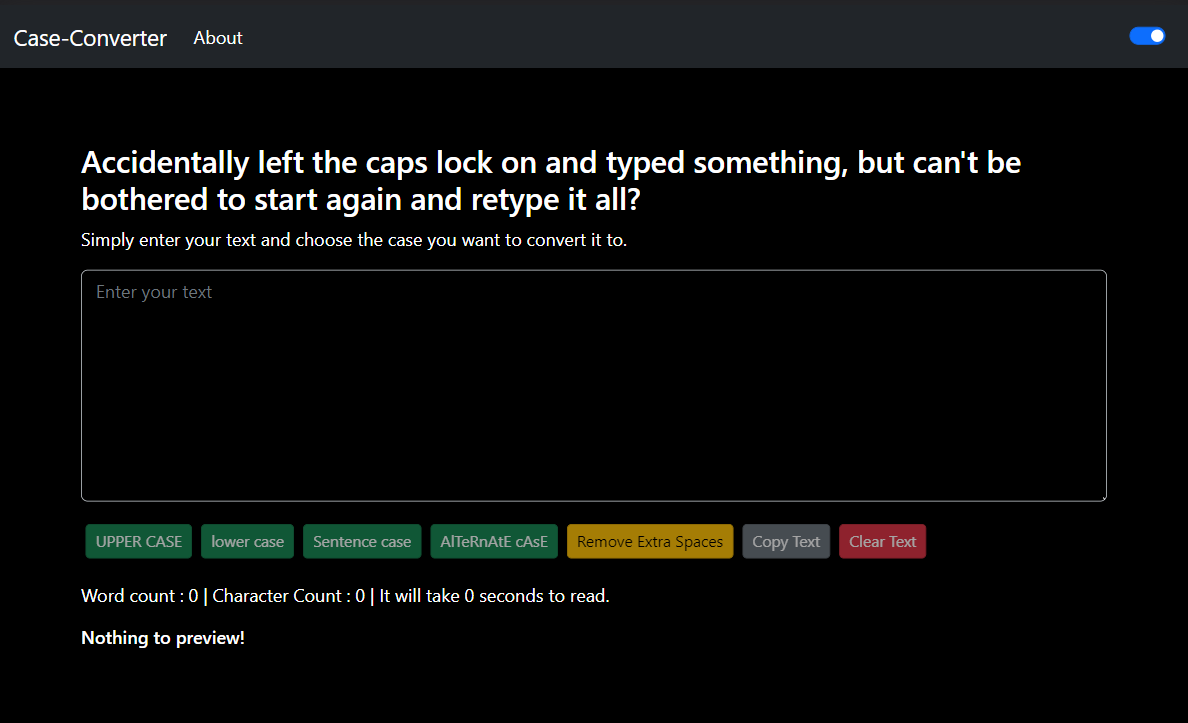 Case-Converter About
Accidentally left the caps lock on and typed something, but can't be
bothered to start again and retype it all?
Simply enter your text and choose the case you want to convert it to.
Enter your text
UPPER CASE lower case Sentence case AlTeRnAtE cAsE Remove Extra Spaces Copy Text Clear Text
Word count : 0 | Character Count : 0 | It will take 0 seconds to read.
Nothing to preview!